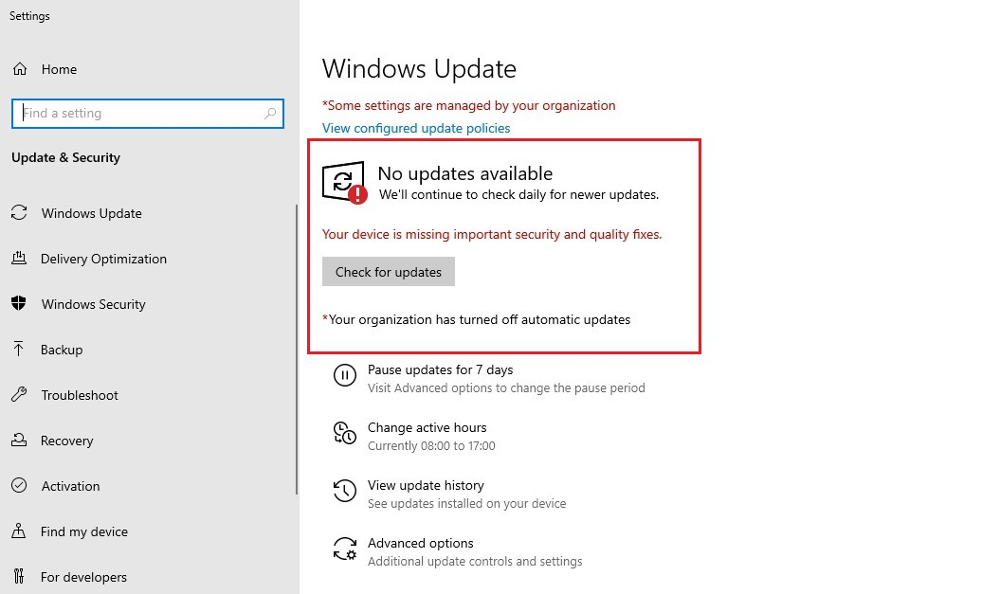 Settings
Home
Find a setting
Update & Security
Windows Update
Delivery Optimization
Windows Security
Backup
Troubleshoot
Recovery
Activation
Find my device
For developers
Windows Update
*Some settings are managed by your organization
View configured update policies
No updates available
We'll continue to check daily for newer updates.
Your device is missing important security and quality fixes.
Check for updates
*Your organization has turned off automatic updates
Pause updates for 7 days
Visit Advanced options to change the pause period
Change active hours
Currently 08:00 to 17:00
View update history
See updates installed on your device
Advanced options
Additional update controls and settings